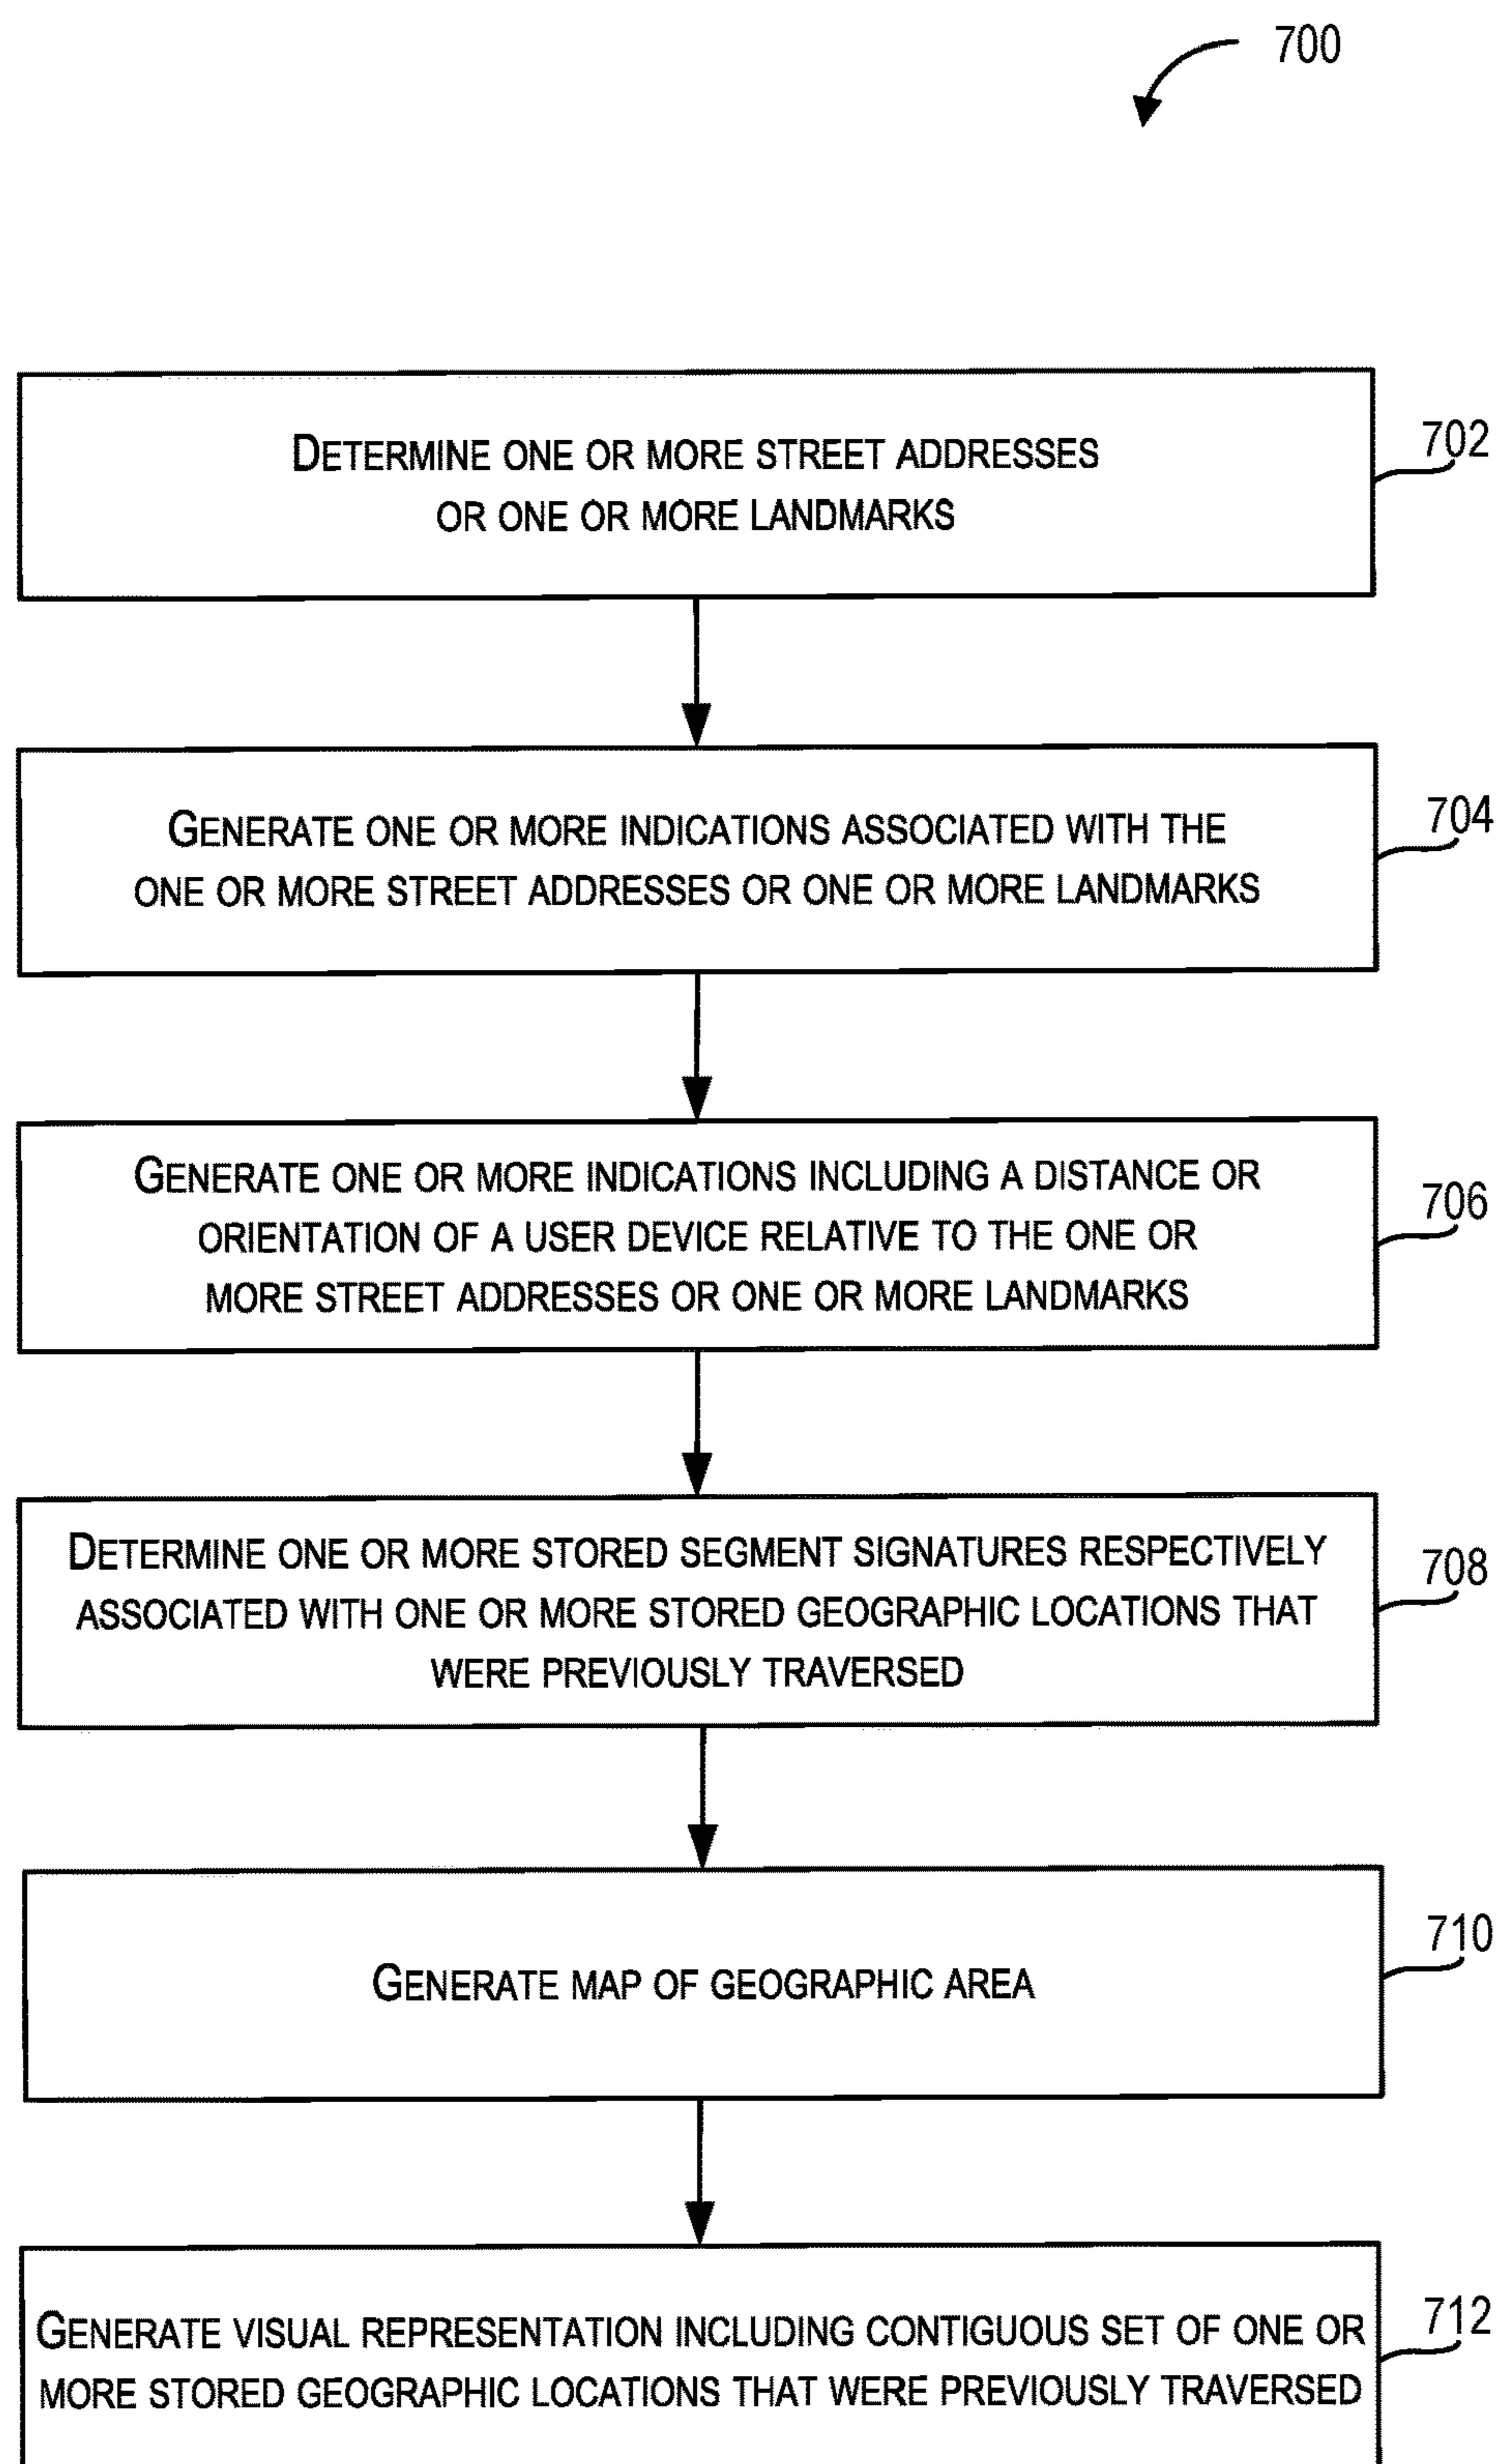 700
DETERMINE ONE OR MORE STREET ADDRESSES
OR ONE OR MORE LANDMARKS
702
GENERATE ONE OR MORE INDICATIONS ASSOCIATED WITH THE
ONE OR MORE STREET ADDRESSES OR ONE OR MORE LANDMARKS
704
GENERATE ONE OR MORE INDICATIONS INCLUDING A DISTANCE OR
ORIENTATION OF A USER DEVICE RELATIVE TO THE ONE OR
MORE STREET ADDRESSES OR ONE OR MORE LANDMARKS
706
DETERMINE ONE OR MORE STORED SEGMENT SIGNATURES RESPECTIVELY
ASSOCIATED WITH ONE OR MORE STORED GEOGRAPHIC LOCATIONS THAT
WERE PREVIOUSLY TRAVERSED
708
GENERATE MAP OF GEOGRAPHIC AREA
710
GENERATE VISUAL REPRESENTATION INCLUDING CONTIGUOUS SET OF ONE OR
MORE STORED GEOGRAPHIC LOCATIONS THAT WERE PREVIOUSLY TRAVERSED
712